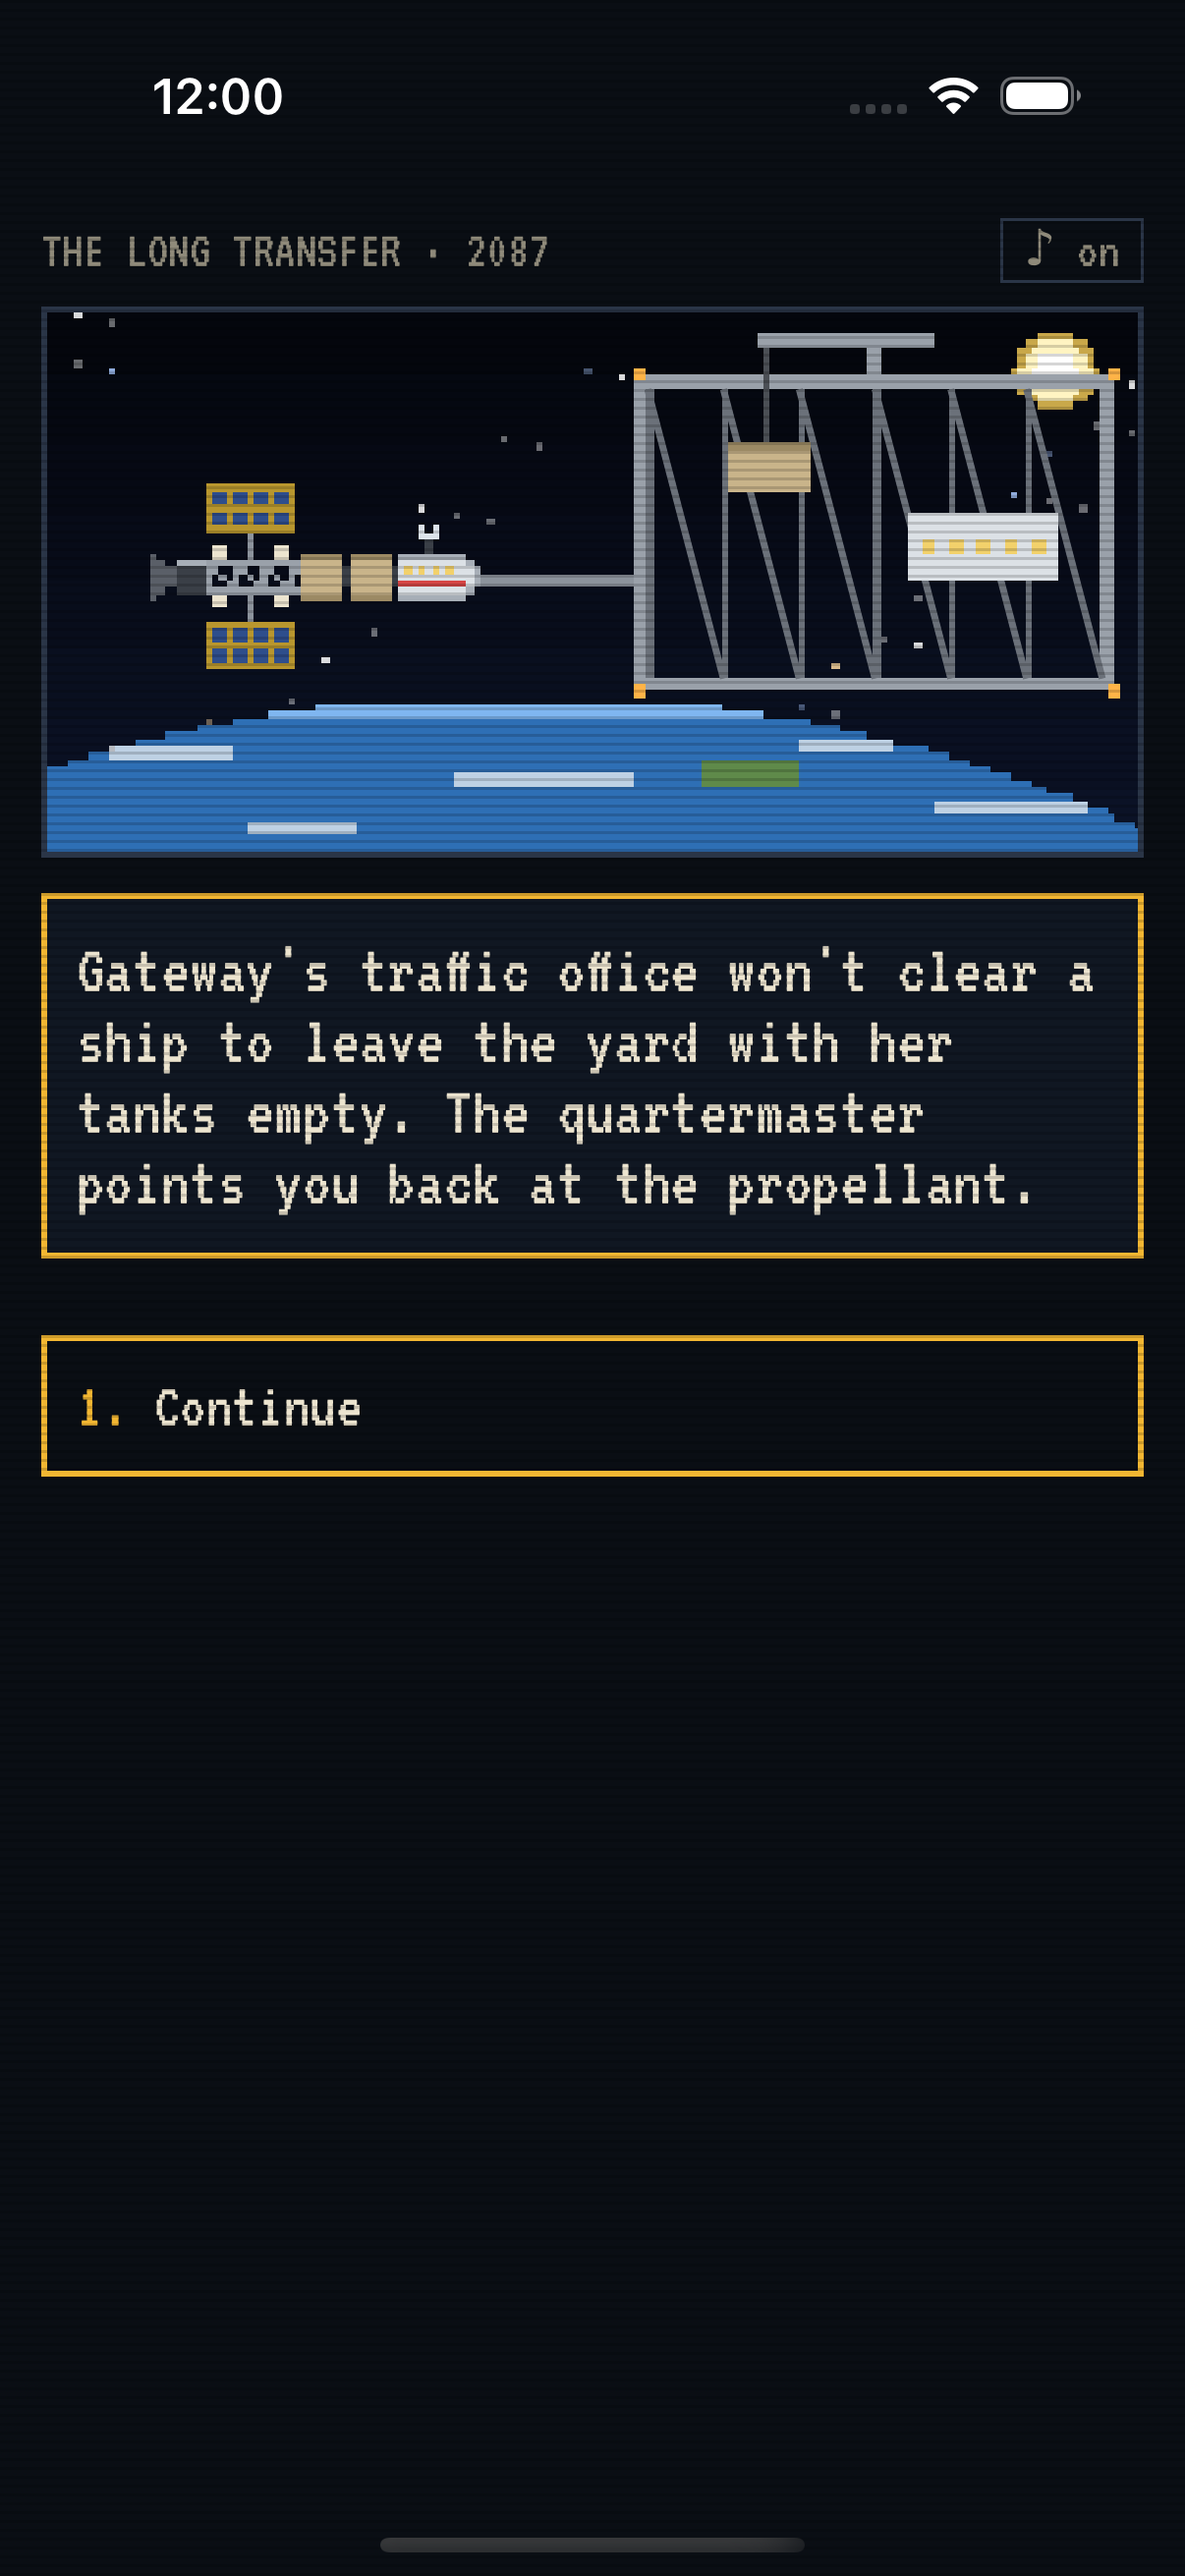 12:00
THE LONG TRANSFER · 2087
♪ on
Gateway's traffic office won't clear a
ship to leave the yard with her
tanks empty. The quartermaster
points you back at the propellant.
1. Continue